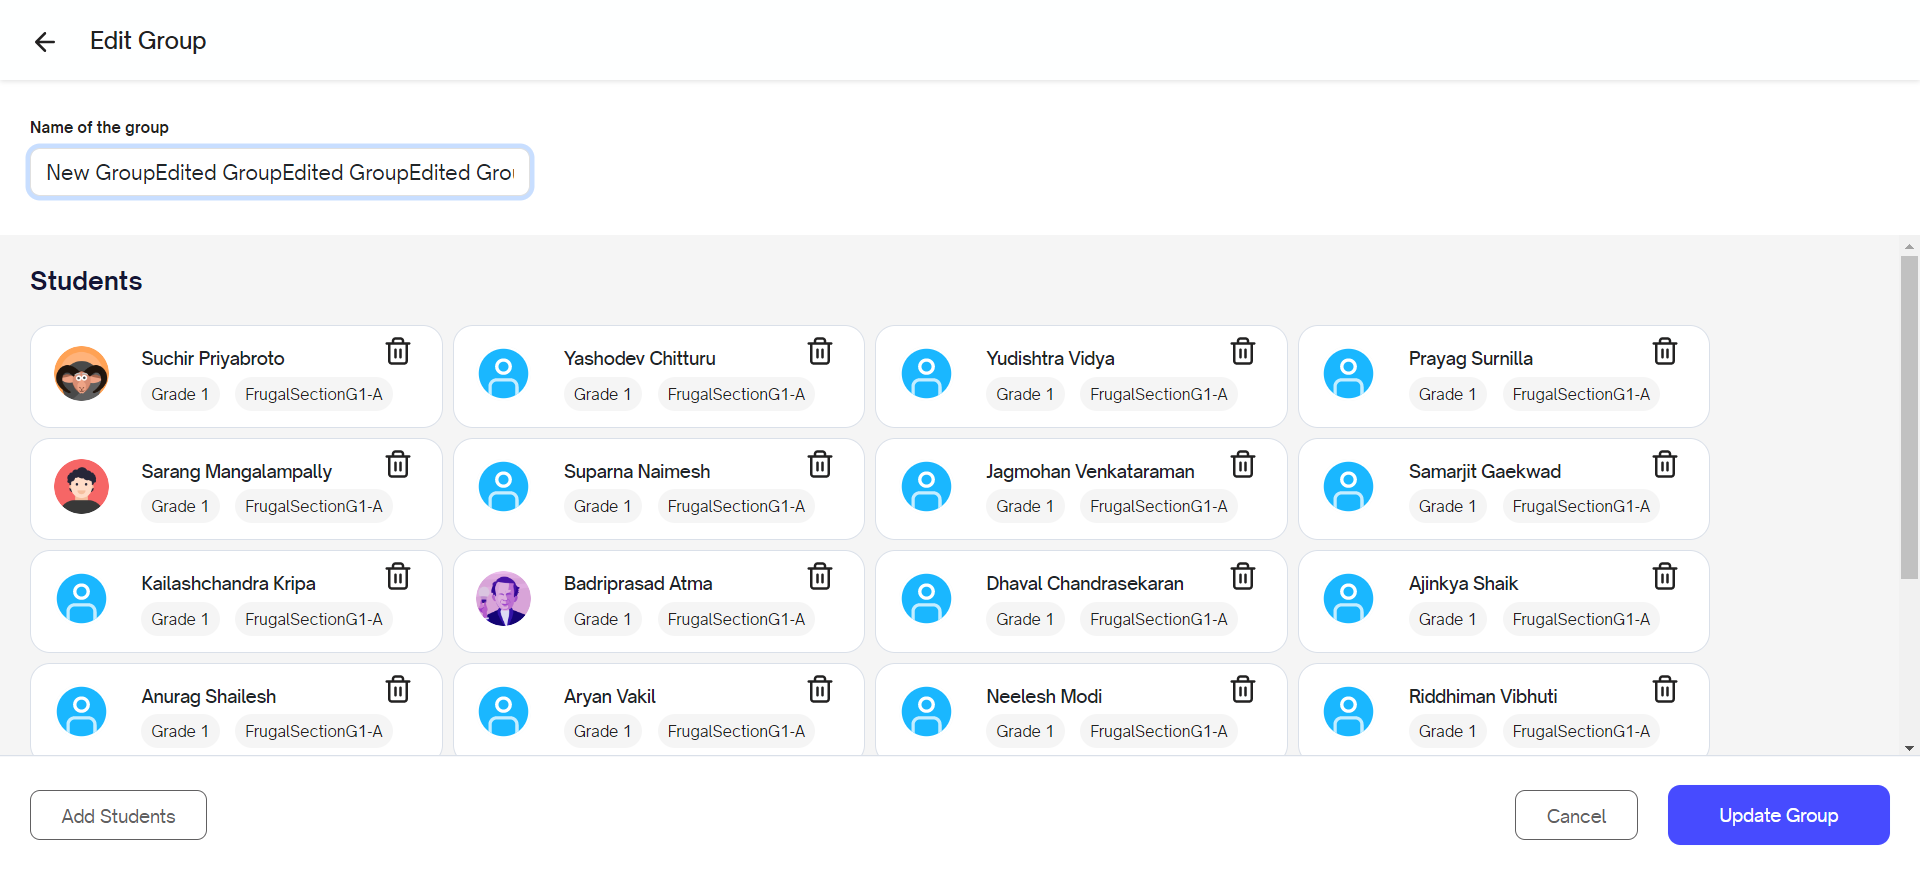 Edit Group
Name of the group
New GroupEdited GroupEdited GroupEdited
Students
Suchir Priyabroto
Grade 1 FrugalSectionG1-A
Yashodev Chitturu
Grade 1 FrugalSectionG1-A
Yudishtra Vidya
Grade 1 FrugalSectionG1-A
Prayag Surnilla
Grade 1 FrugalSectionG1-A
Sarang Mangalampally
Grade 1 FrugalSectionG1-A
Suparna Naimesh
Grade 1 FrugalSectionG1-A
Jagmohan Venkataraman
Grade 1 FrugalSectionG1-A
Samarjit Gaekwad
Grade 1 FrugalSectionG1-A
Kailashchandra Kripa
Grade 1 FrugalSectionG1-A
Badriprasad Atma
Grade 1 FrugalSectionG1-A
Dhaval Chandrasekaran
Grade 1 FrugalSectionG1-A
Ajinkya Shaik
Grade 1 FrugalSectionG1-A
Anurag Shailesh
Grade 1 FrugalSectionG1-A
Aryan Vakil
Grade 1 FrugalSectionG1-A
Neelesh Modi
Grade 1 FrugalSectionG1-A
Riddhiman Vibhuti
Grade 1 FrugalSectionG1-A
Add Students
Cancel
Update Group